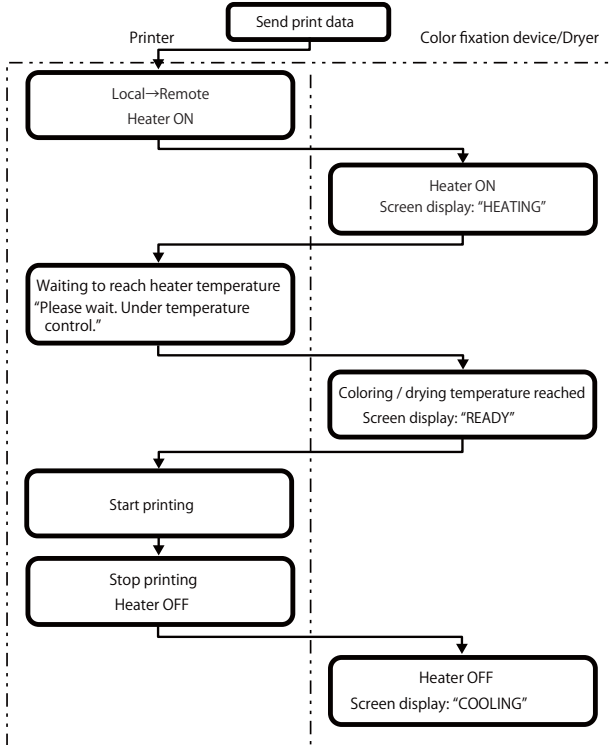 Send print data
Printer
Color fixation device/Dryer
Local→Remote
Heater ON
Heater ON
Screen display: “HEATING”
Waiting to reach heater temperature
“Please wait. Under temperature
control.”
Coloring / drying temperature reached
Screen display: “READY”
Start printing
Stop printing
Heater OFF
Heater OFF
Screen display: “COOLING”